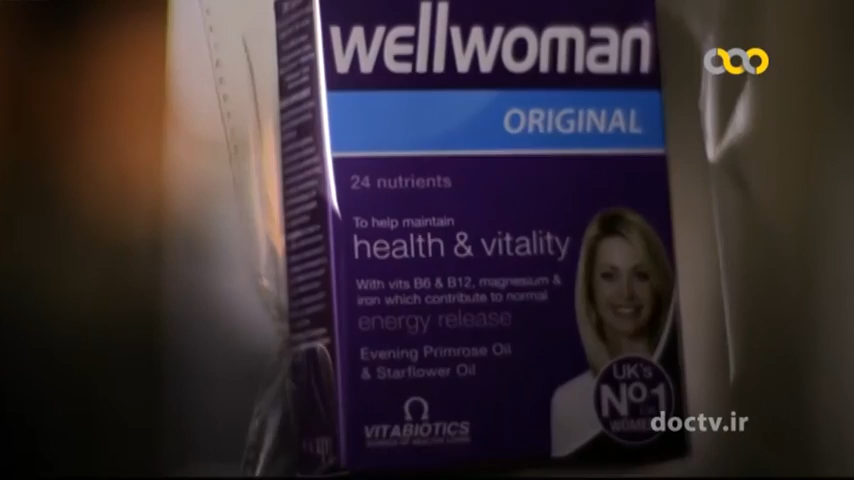 wellwoman
ORIGINAL
24 nutrients
To help maintain
health & vitality
With vits B6 & B12, magnesium &
iron which contribute to normal
energy release
Evening Primrose Oil
& Starflower Oil
VITABIOTICS
UK's
Nº1
WOMEN
doctv.ir